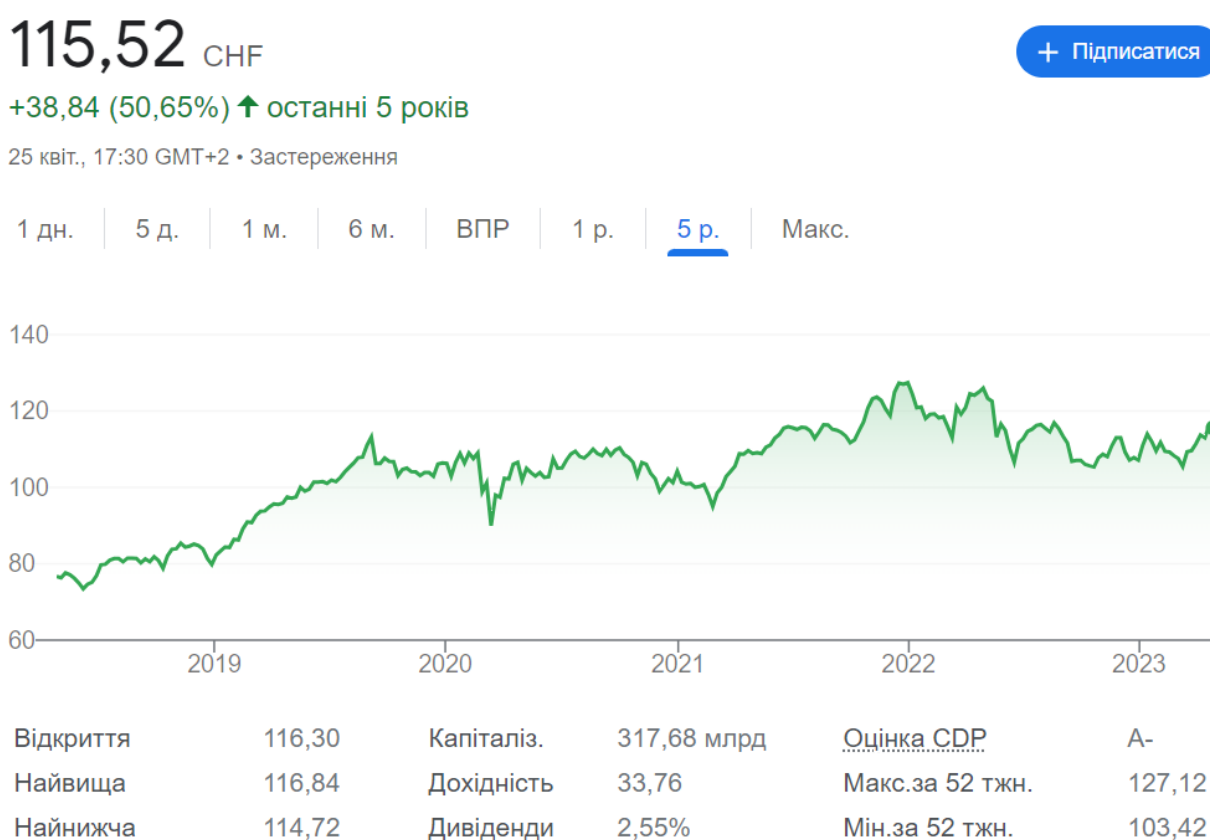 115,52 CHF
+ Підписатися
+38,84 (50,65%) ↑ останні 5 років
25 квіт., 17:30 GMT+2 • Застереження
1 дн. 5 д. 1 м. 6 м. ВПР 1 р. 5 р. Макс.
140
120
100
80
60
2019 2020 2021 2022 2023
Відкриття 116,30 Капіталіз. 317,68 млрд Оцінка CDP A-
Найвища 116,84 Дохідність 33,76 Макс.за 52 тжн. 127,12
Найнижча 114,72 Дивіденди 2,55% Мін.за 52 тжн. 103,42